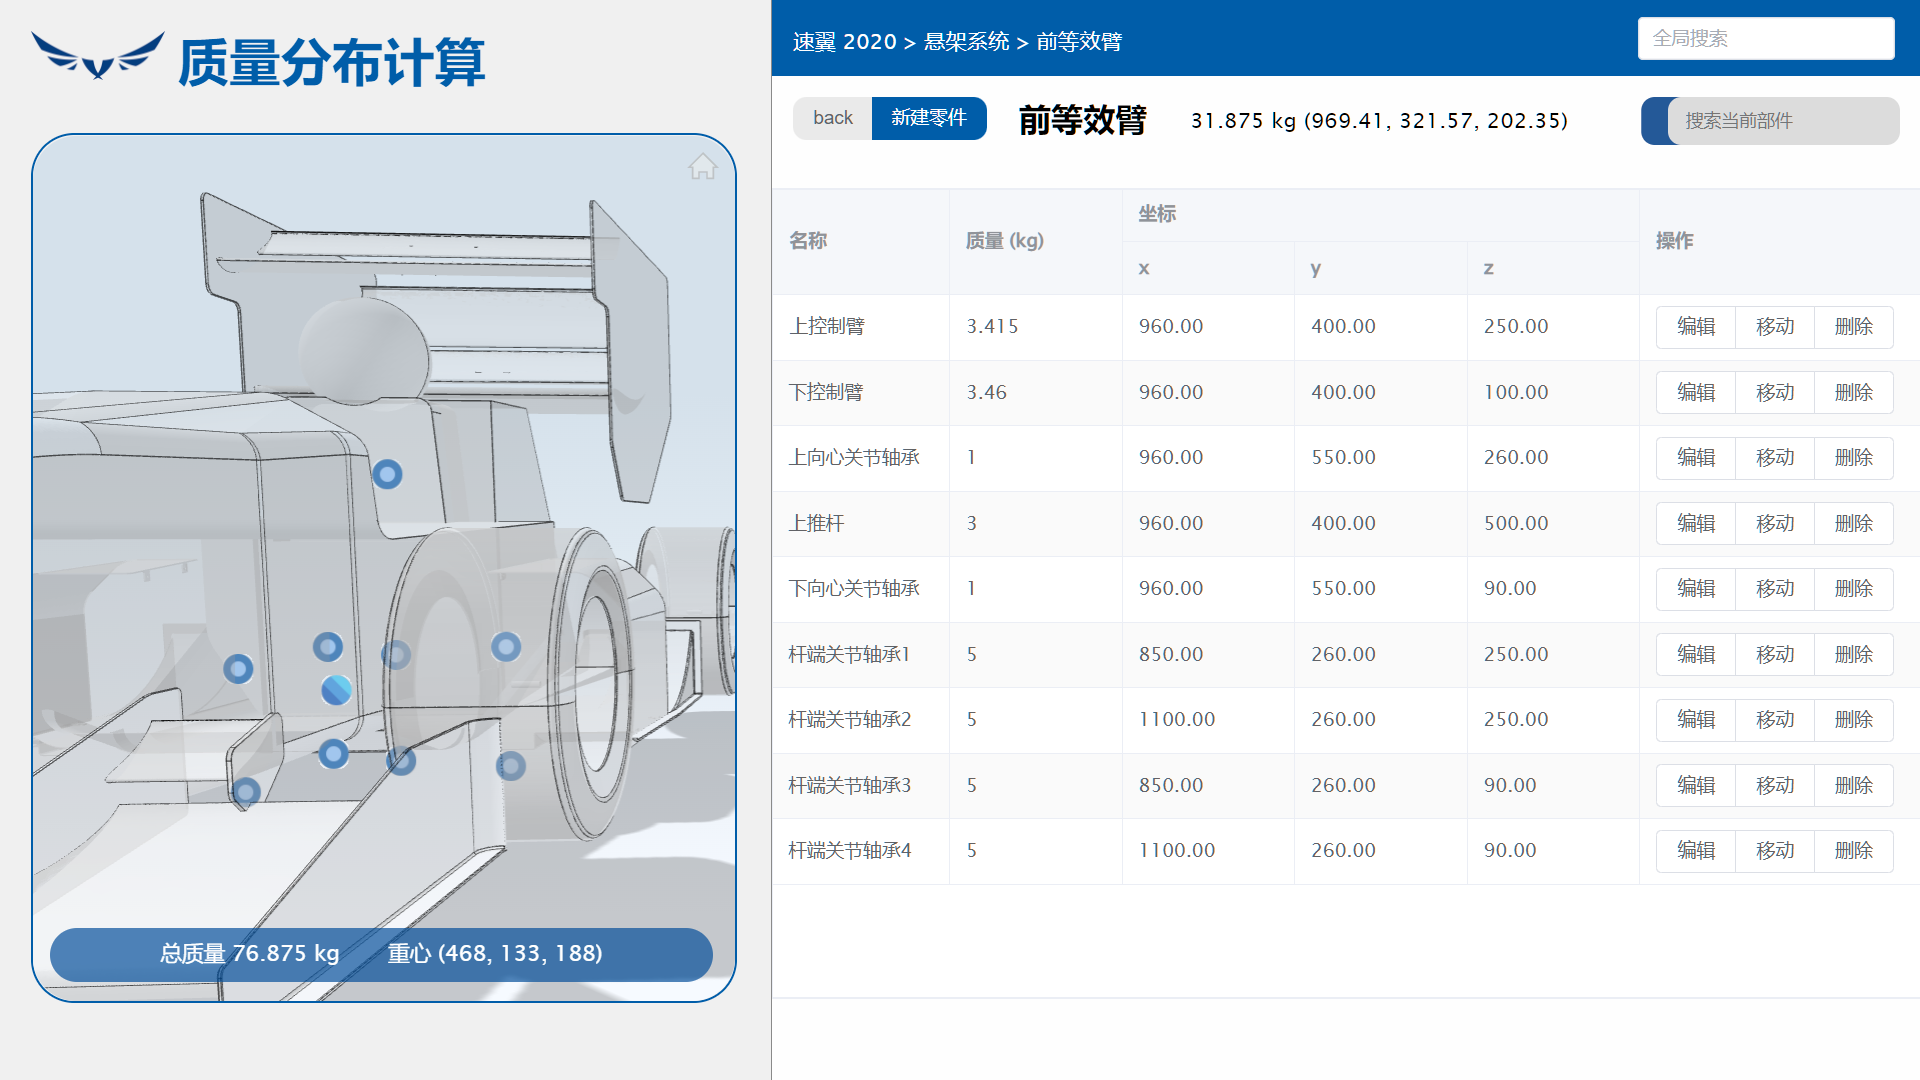 质量分布计算
总质量 76.875 kg 重心 (468, 133, 188)
速翼 2020 > 悬架系统 > 前等效臂
全局搜索
back 新建零件 前等效臂 31.875 kg (969.41, 321.57, 202.35) 搜索当前部件
名称 质量 (kg) 坐标 操作
x y z
上控制臂 3.415 960.00 400.00 250.00 编辑 移动 删除
下控制臂 3.46 960.00 400.00 100.00 编辑 移动 删除
上向心关节轴承 1 960.00 550.00 260.00 编辑 移动 删除
上推杆 3 960.00 400.00 500.00 编辑 移动 删除
下向心关节轴承 1 960.00 550.00 90.00 编辑 移动 删除
杆端关节轴承1 5 850.00 260.00 250.00 编辑 移动 删除
杆端关节轴承2 5 1100.00 260.00 250.00 编辑 移动 删除
杆端关节轴承3 5 850.00 260.00 90.00 编辑 移动 删除
杆端关节轴承4 5 1100.00 260.00 90.00 编辑 移动 删除